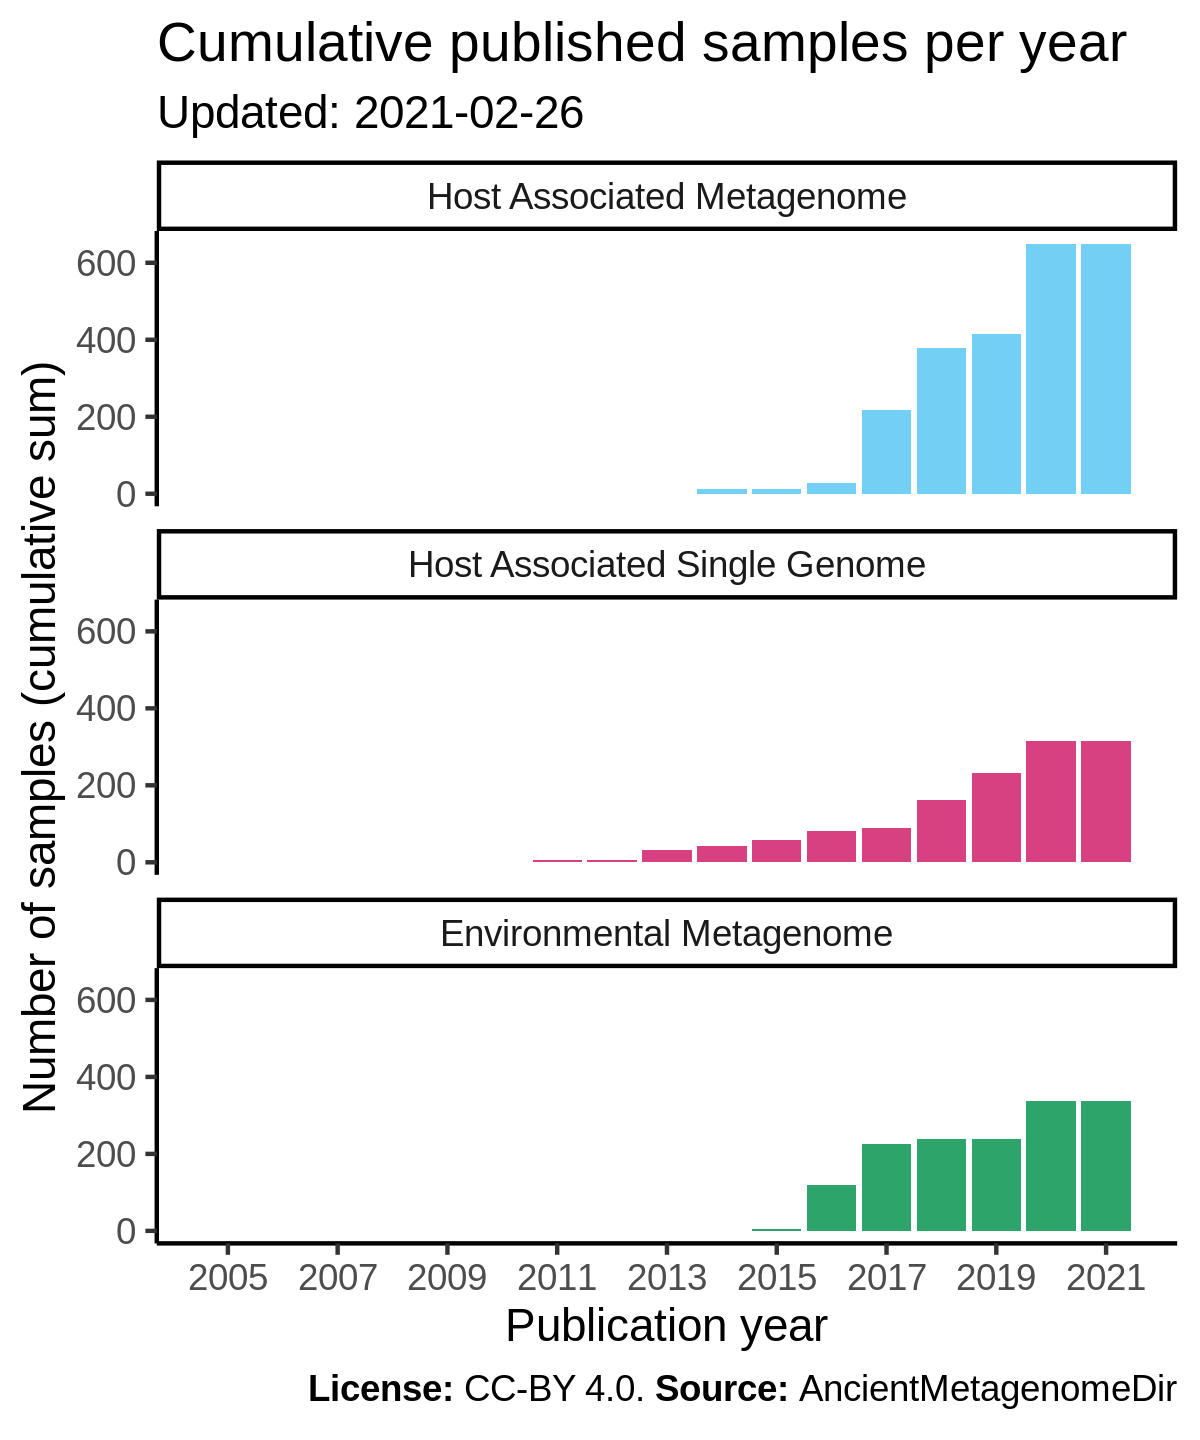 Cumulative published samples per year
Updated: 2021-02-26
Number of samples (cumulative sum)
Host Associated Metagenome
600
400
200
0
Host Associated Single Genome
600
400
200
0
Environmental Metagenome
600
400
200
0
2005 2007 2009 2011 2013 2015 2017 2019 2021
Publication year
License: CC-BY 4.0. Source: AncientMetagenomeDir